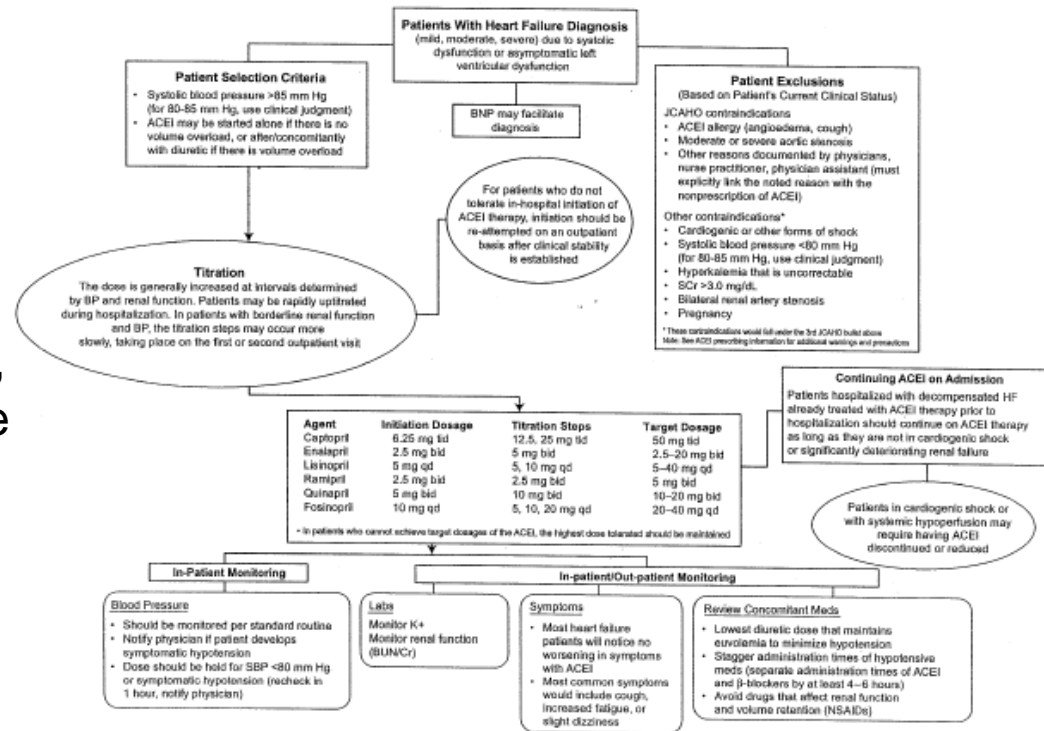 Patients With Heart Failure Diagnosis
(mild, moderate, severe) due to systolic
dysfunction or asymptomatic left
ventricular dysfunction
Patient Selection Criteria
• Systolic blood pressure >85 mm Hg
(for 80-85 mm Hg, use clinical judgment)
• ACEI may be started alone if there is no
volume overload, or after/concomitantly
with diuretic if there is volume overload
BNP may facilitate
diagnosis
Patient Exclusions
(Based on Patient's Current Clinical Status)
JCAHO contraindications
• ACEI allergy (angioedema, cough)
• Moderate or severe aortic stenosis
• Other reasons documented by physicians,
nurse practitioner, physician assistant (must
explicitly link the noted reason with the
nonprescription of ACEI)
Other contraindications*
• Cardiogenic or other forms of shock
• Systolic blood pressure <80 mm Hg
(for 80-85 mm Hg, use clinical judgment)
• Hyperkalemia that is uncorrectable
• SCr >3.0 mg/dL
• Bilateral renal artery stenosis
• Pregnancy
* These contraindications would fall under the 3rd JCAHO bullet above
Note: See ACEI prescribing information for additional warnings and precautions
For patients who do not
tolerate in-hospital initiation of
ACEI therapy, initiation should be
re-attempted on an outpatient
basis after clinical stability
is established
Titration
The dose is generally increased at intervals determined
by BP and renal function. Patients may be rapidly uptitrated
during hospitalization. In patients with borderline renal function
and BP, the titration steps may occur more
slowly, taking place on the first or second outpatient visit
,
e
Continuing ACEI on Admission
Patients hospitalized with decompensated HF
already treated with ACEI therapy prior to
hospitalization should continue on ACEI therapy
as long as they are not in cardiogenic shock
or significantly deteriorating renal failure
Patients in cardiogenic shock or
with systemic hypoperfusion may
require having ACEI
discontinued or reduced
Agent Initiation Dosage Titration Steps Target Dosage
Captopril 6.25 mg tid 12.5, 25 mg tid 50 mg tid
Enalapril 2.5 mg bid 5 mg bid 2.5–20 mg bid
Lisinopril 5 mg qd 5, 10 mg qd 5–40 mg qd
Ramipril 2.5 mg bid 2.5 mg bid 5 mg bid
Quinapril 5 mg bid 10 mg bid 10–20 mg bid
Fosinopril 10 mg qd 5, 10, 20 mg qd 20–40 mg qd
• In patients who cannot achieve target dosages of the ACEI, the highest dose tolerated should be maintained
In-Patient Monitoring
In-patient/Out-patient Monitoring
Blood Pressure
• Should be monitored per standard routine
• Notify physician if patient develops
symptomatic hypotension
• Dose should be held for SBP <80 mm Hg
or symptomatic hypotension (recheck in
1 hour, notify physician)
Labs
Monitor K+
Monitor renal function
(BUN/Cr)
Symptoms
• Most heart failure
patients will notice no
worsening in symptoms
with ACEI
• Most common symptoms
would include cough,
increased fatigue, or
slight dizziness
Review Concomitant Meds
• Lowest diuretic dose that maintains
euvolemia to minimize hypotension
• Stagger administration times of hypotensive
meds (separate administration times of ACEI
and β-blockers by at least 4–6 hours)
• Avoid drugs that affect renal function
and volume retention (NSAIDs)